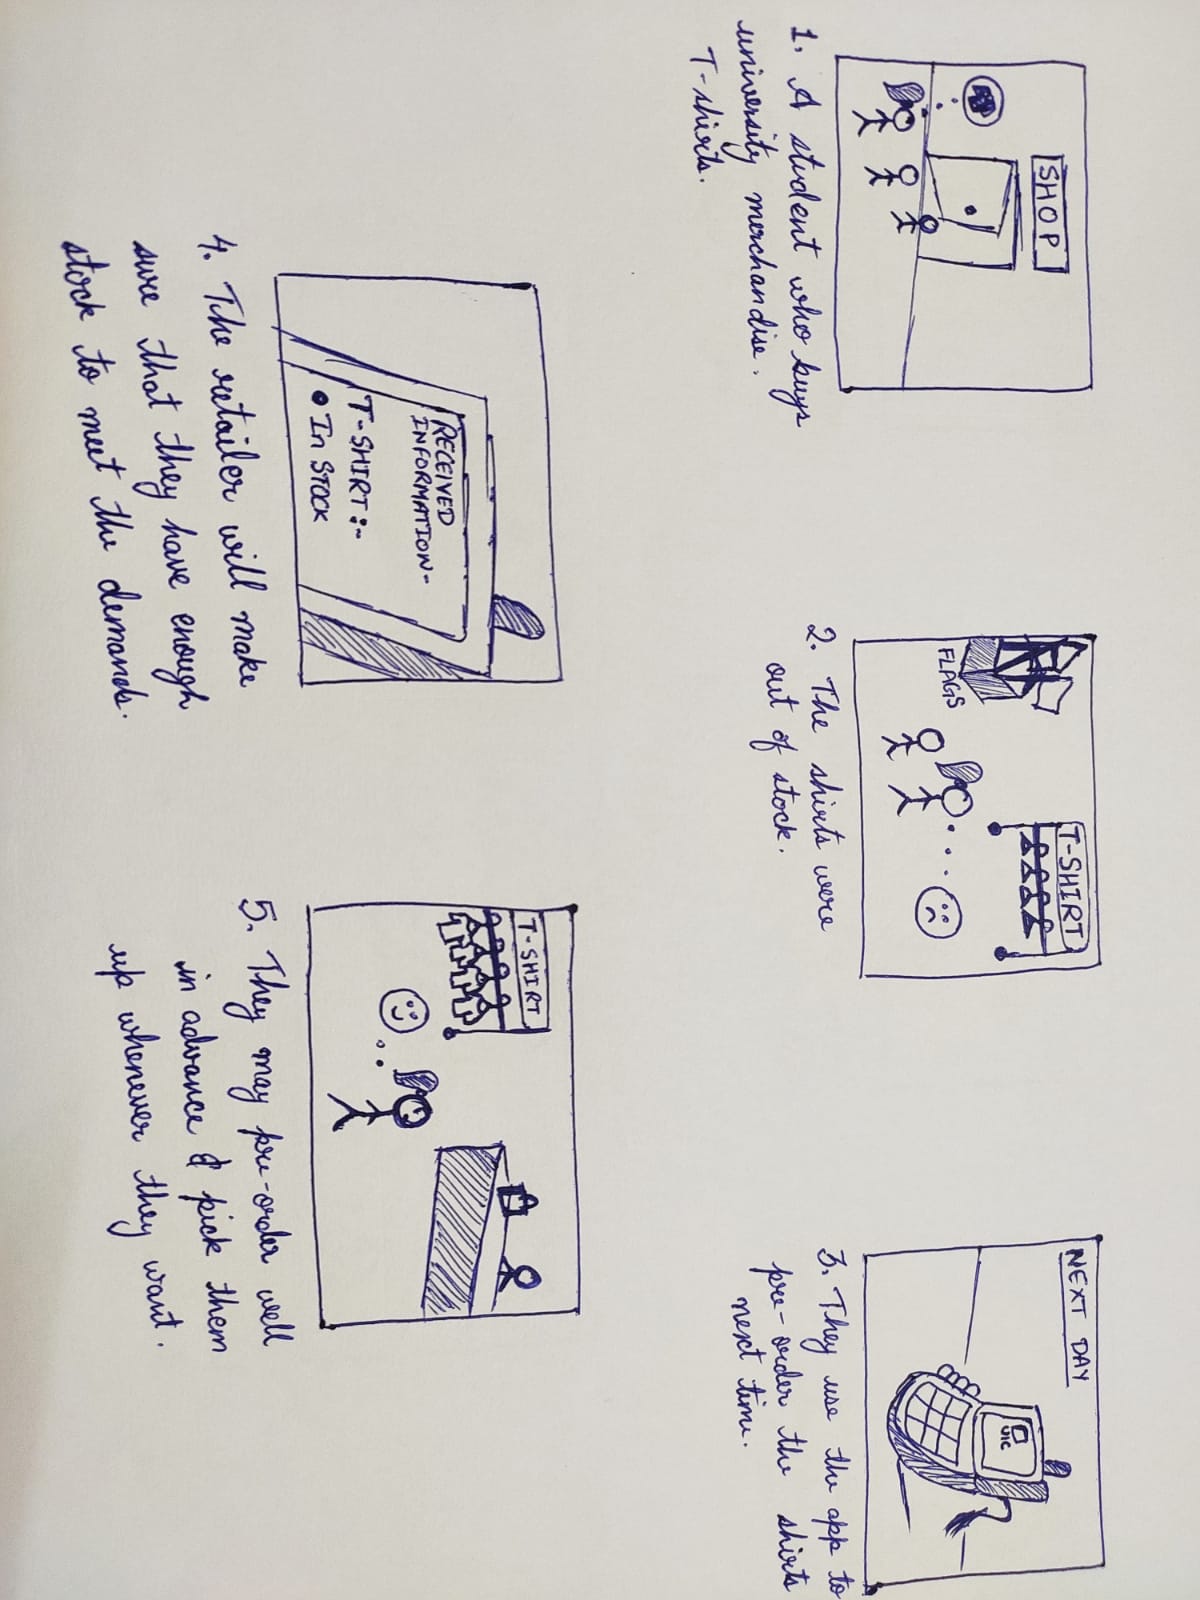 SHOP
1. A student who buys
university merchandise.
T-shirts.
T-SHIRT
FLAGS
2. The shirts were
out of stock.
NEXT DAY
UIC
3. They use the app to
pre-order the shirts
next time.
RECEIVED
INFORMATION-
T-SHIRT:-
• In STOCK
4. The retailer will make
sure that they have enough
stock to meet the demands.
T-SHIRT
5. They may pre-order well
in advance & pick them
up whenever they want.